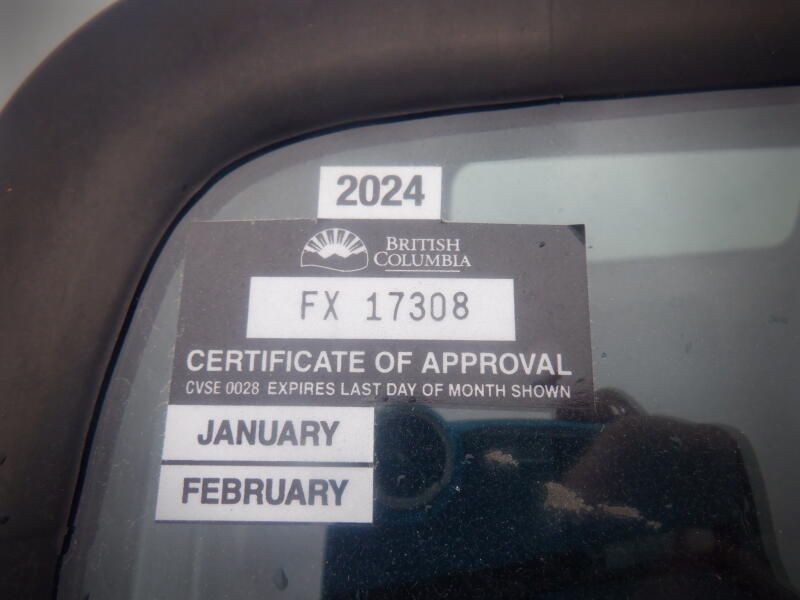 2024
BRITISH
COLUMBIA
FX 17308
CERTIFICATE OF APPROVAL
CVSE 0028 EXPIRES LAST DAY OF MONTH SHOWN
JANUARY
FEBRUARY